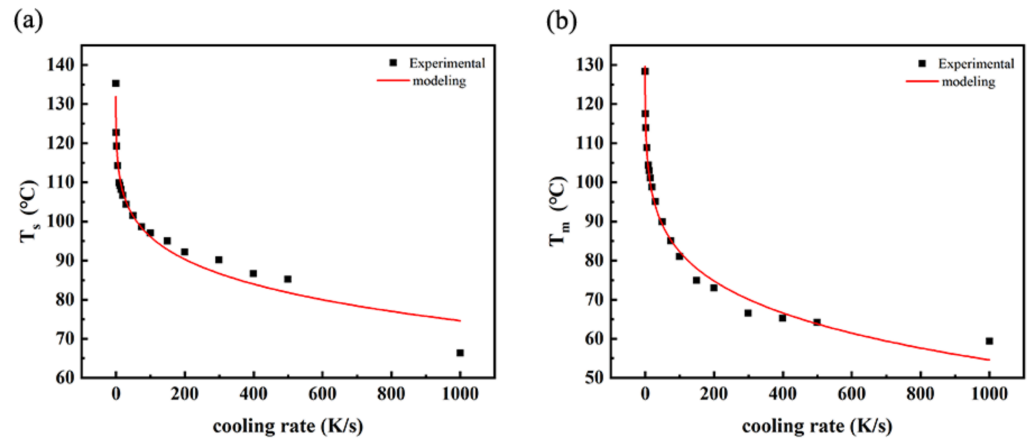 (a)
140
130
120
110
100
90
80
70
60
T_s (℃)
0 200 400 600 800 1000
cooling rate (K/s)
Experimental
modeling
(b)
130
120
110
100
90
80
70
60
50
T_m (℃)
0 200 400 600 800 1000
cooling rate (K/s)
Experimental
modeling